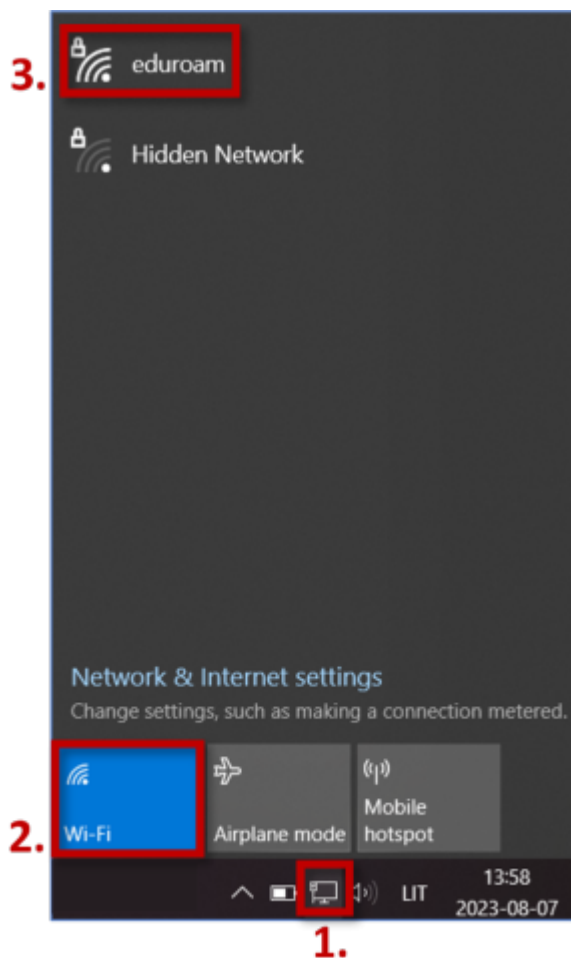 3. eduroam
Hidden Network
Network & Internet settings
Change settings, such as making a connection metered.
2. Wi-Fi
Airplane mode
Mobile
hotspot
LIT
13:58
2023-08-07
1.